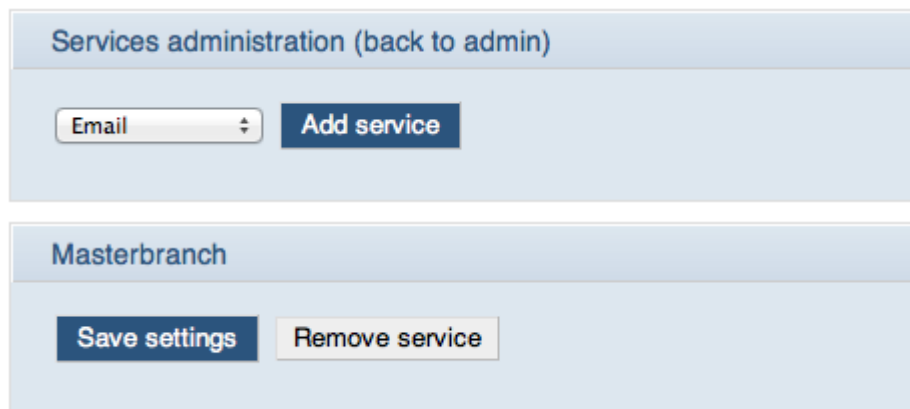 Services administration (back to admin)
Email Add service
Masterbranch
Save settings Remove service